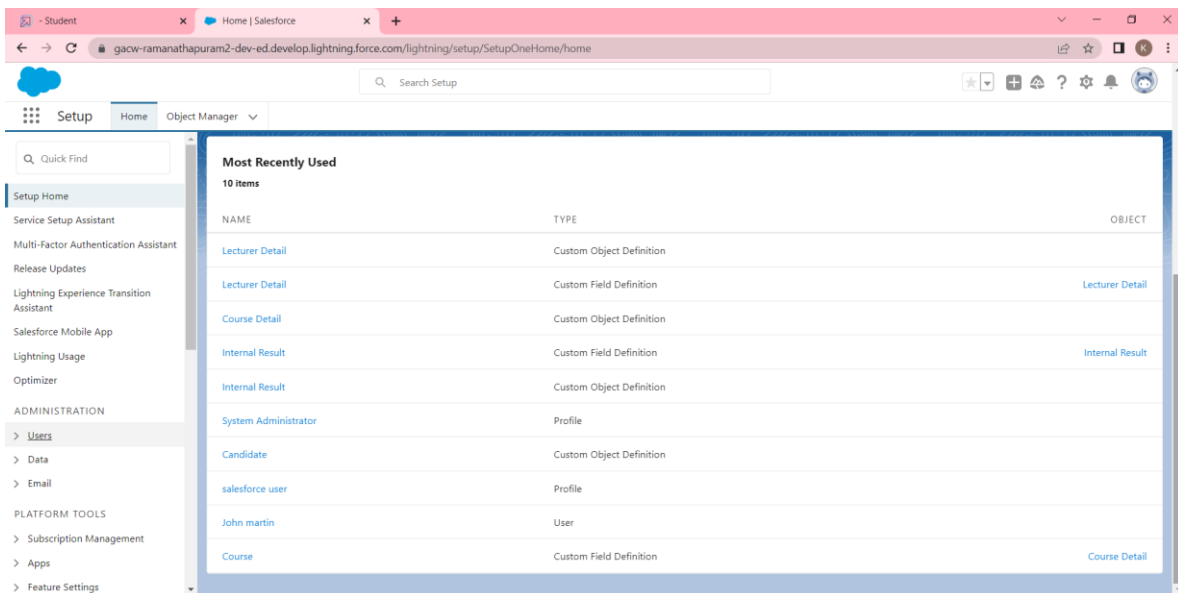 - Student
Home | Salesforce
gacw-ramanathapuram2-dev-ed.develop.lightning.force.com/lightning/setup/SetupOneHome/home
K
Search Setup
Setup Home Object Manager
Quick Find
Setup Home
Service Setup Assistant
Multi-Factor Authentication Assistant
Release Updates
Lightning Experience Transition
Assistant
Salesforce Mobile App
Lightning Usage
Optimizer
ADMINISTRATION
Users
Data
Email
PLATFORM TOOLS
Subscription Management
Apps
Feature Settings
Most Recently Used
10 items
NAME TYPE OBJECT
Lecturer Detail Custom Object Definition
Lecturer Detail Custom Field Definition Lecturer Detail
Course Detail Custom Object Definition
Internal Result Custom Field Definition Internal Result
Internal Result Custom Object Definition
System Administrator Profile
Candidate Custom Object Definition
salesforce user Profile
John martin User
Course Custom Field Definition Course Detail